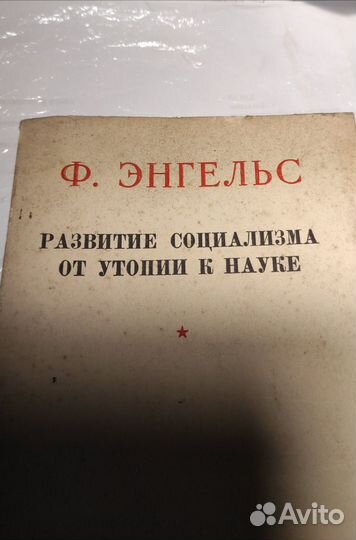 Ф. ЭНГЕЛЬС
РАЗВИТИЕ СОЦИАЛИЗМА
ОТ УТОПИИ К НАУКЕ
Avito